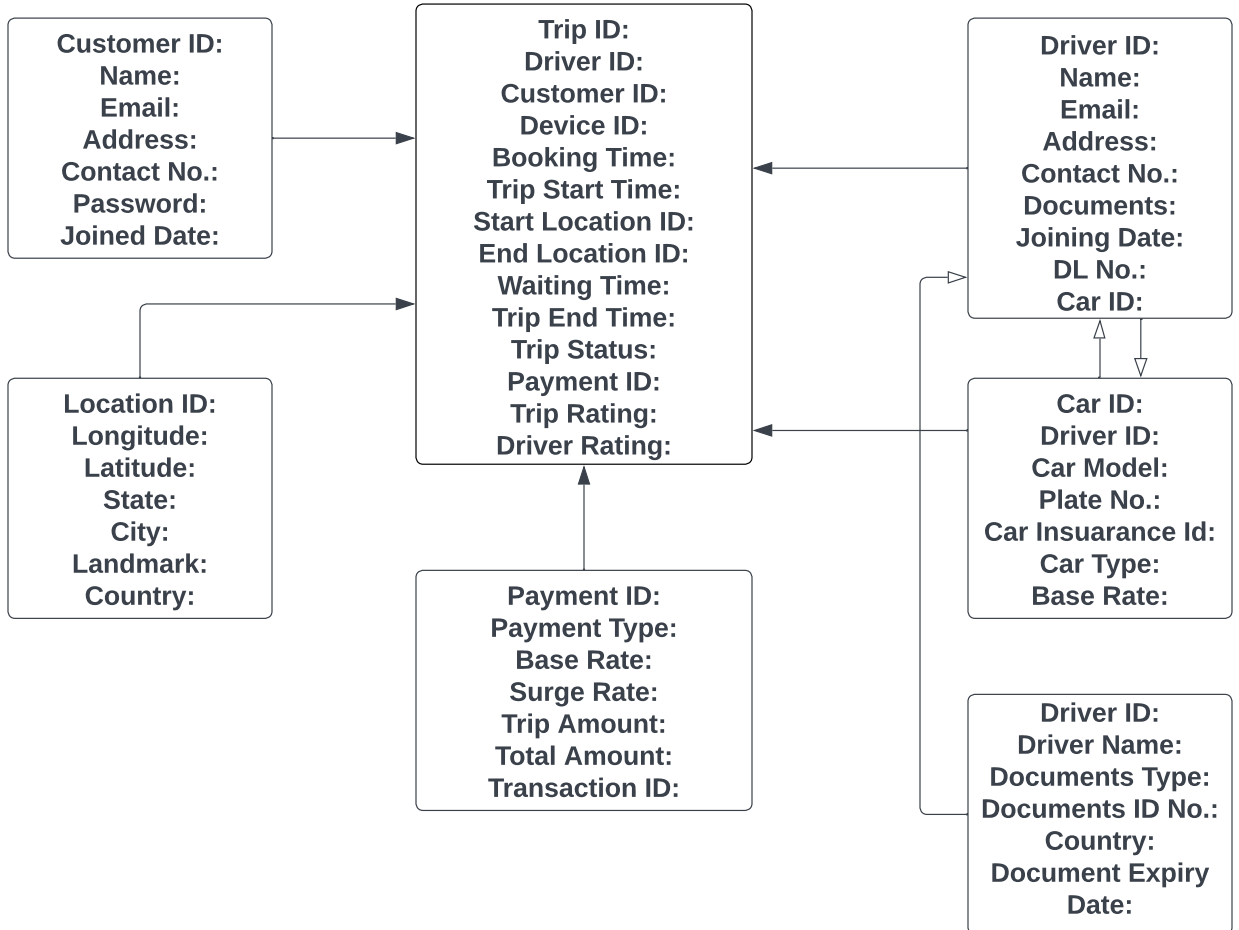 Customer ID:
Name:
Email:
Address:
Contact No.:
Password:
Joined Date:
Trip ID:
Driver ID:
Customer ID:
Device ID:
Booking Time:
Trip Start Time:
Start Location ID:
End Location ID:
Waiting Time:
Trip End Time:
Trip Status:
Payment ID:
Trip Rating:
Driver Rating:
Driver ID:
Name:
Email:
Address:
Contact No.:
Documents:
Joining Date:
DL No.:
Car ID:
Location ID:
Longitude:
Latitude:
State:
City:
Landmark:
Country:
Payment ID:
Payment Type:
Base Rate:
Surge Rate:
Trip Amount:
Total Amount:
Transaction ID:
Car ID:
Driver ID:
Car Model:
Plate No.:
Car Insuarance Id:
Car Type:
Base Rate:
Driver ID:
Driver Name:
Documents Type:
Documents ID No.:
Country:
Document Expiry
Date: